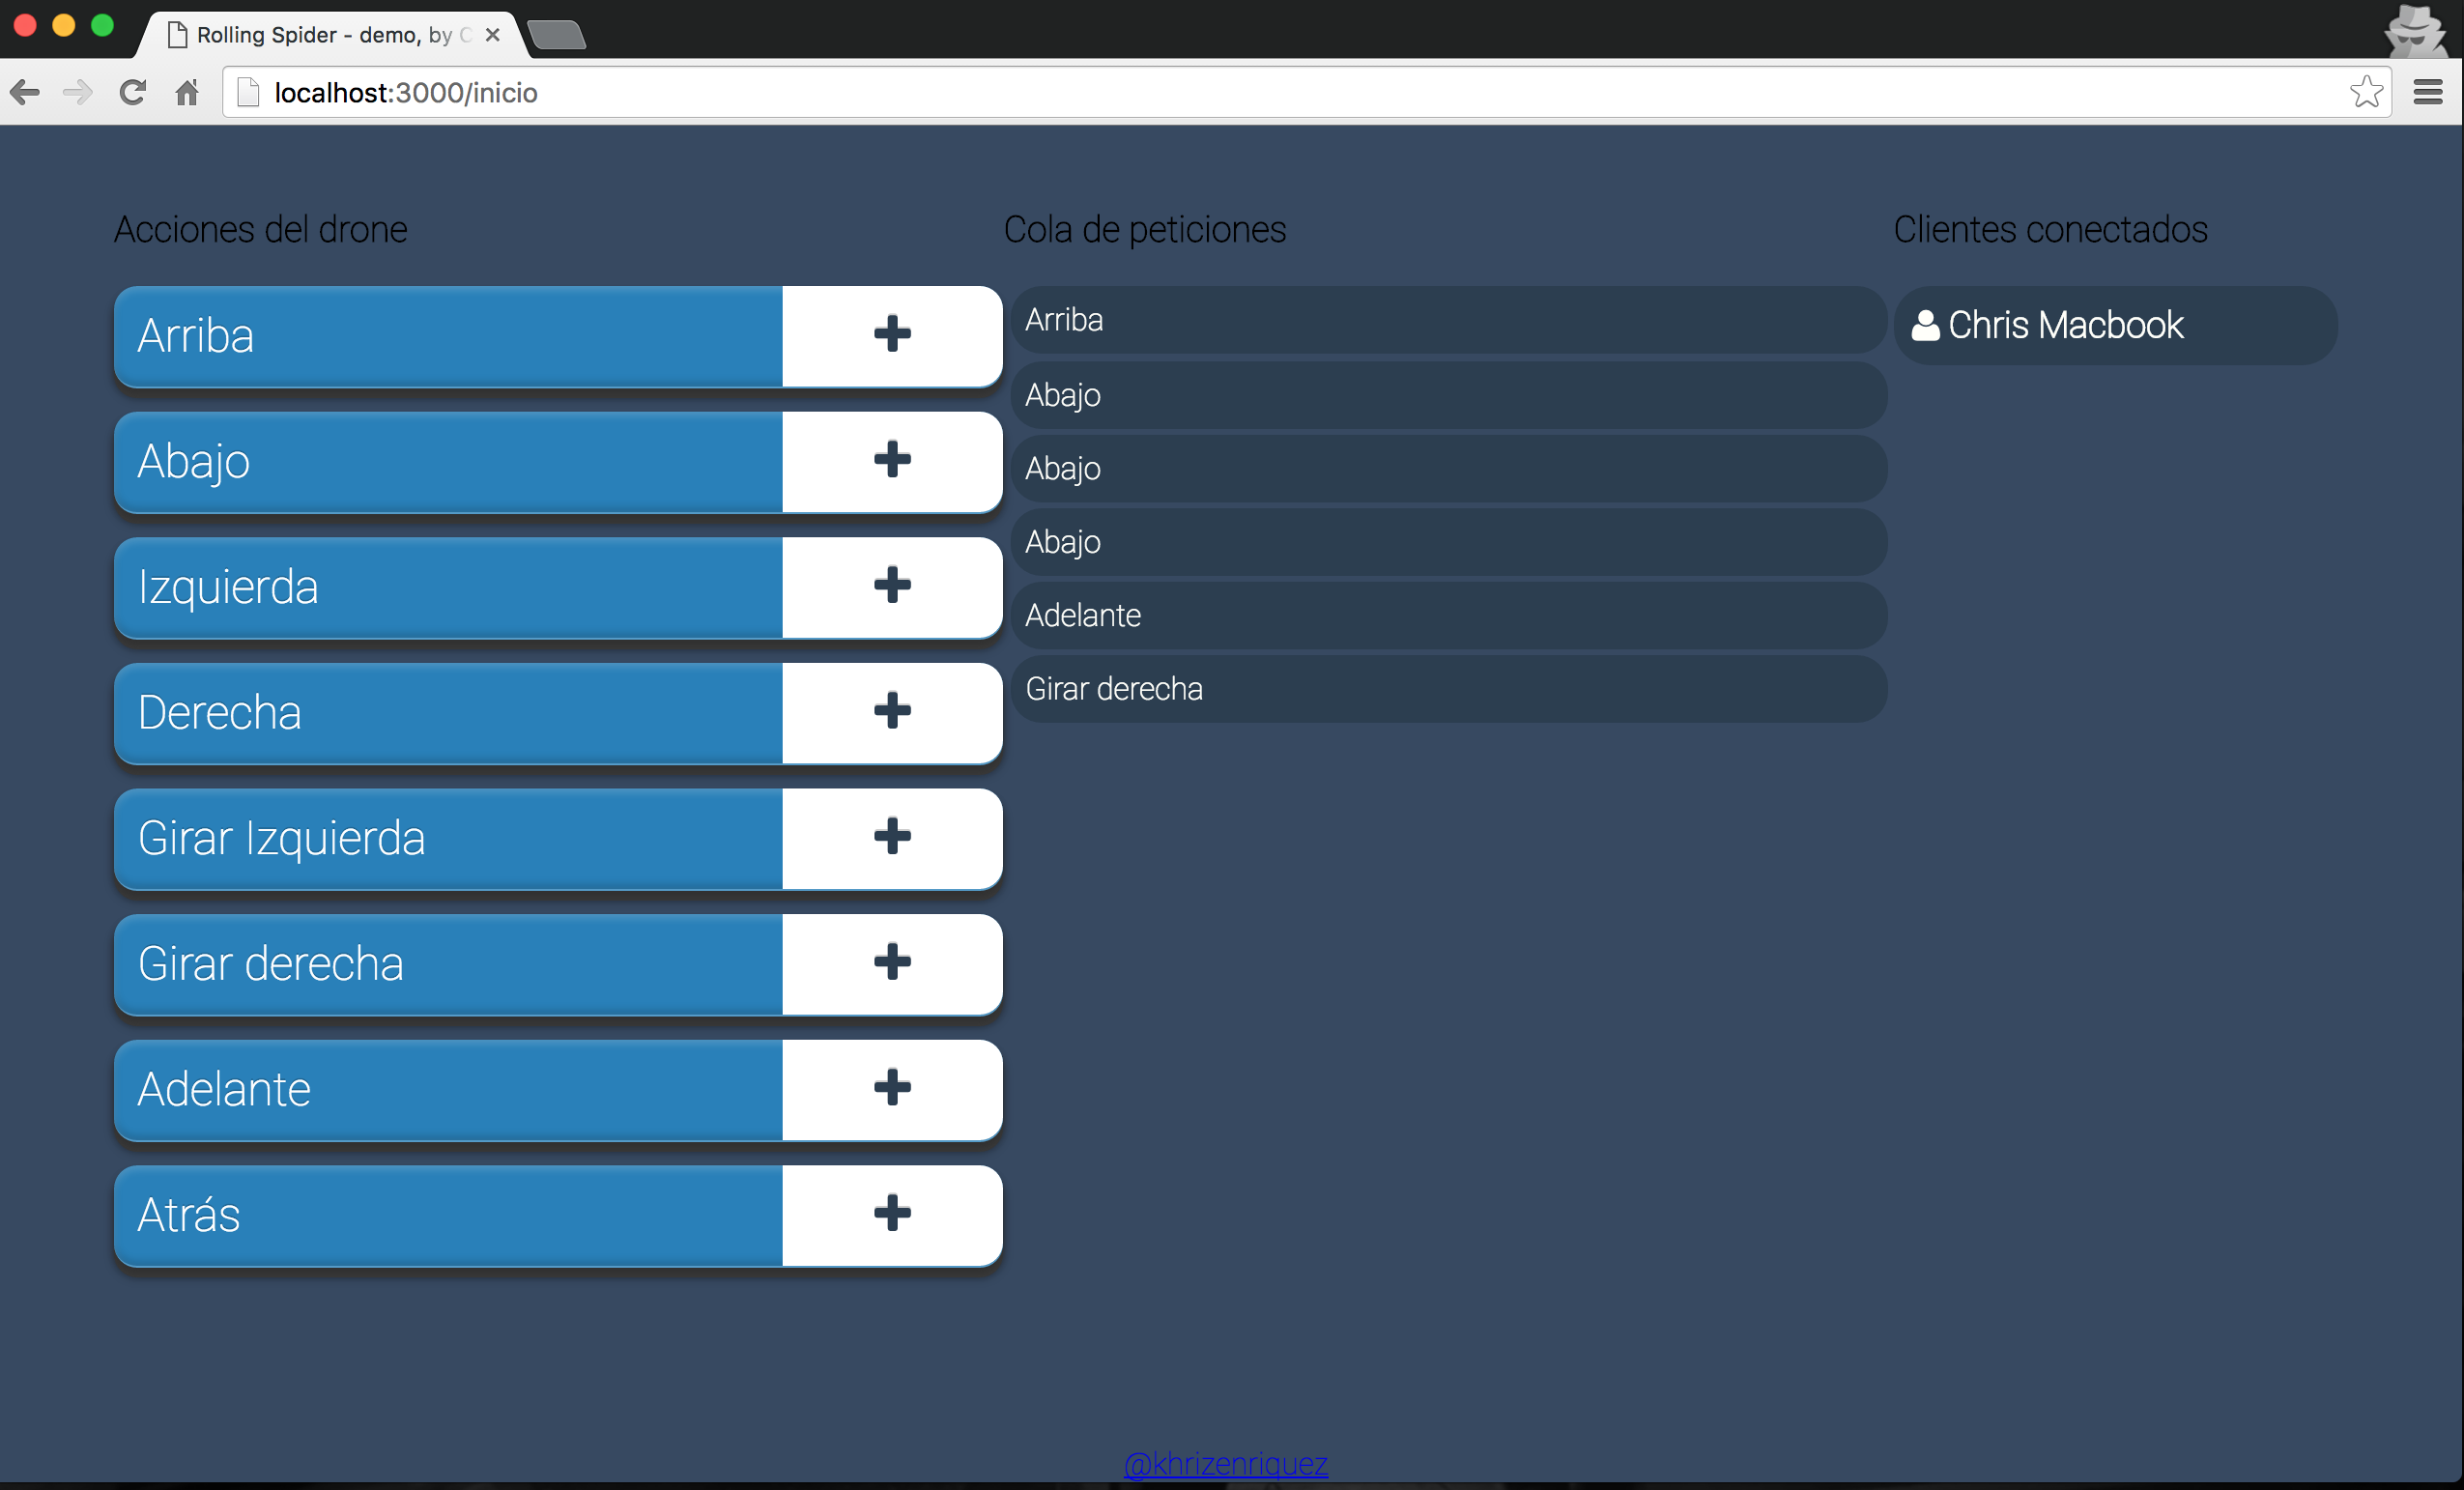 Rolling Spider - demo, by C
localhost:3000/inicio
Acciones del drone
Arriba
Abajo
Izquierda
Derecha
Girar Izquierda
Girar derecha
Adelante
Atrás
Cola de peticiones
Arriba
Abajo
Abajo
Abajo
Adelante
Girar derecha
Clientes conectados
Chris Macbook
@khrizenriquez